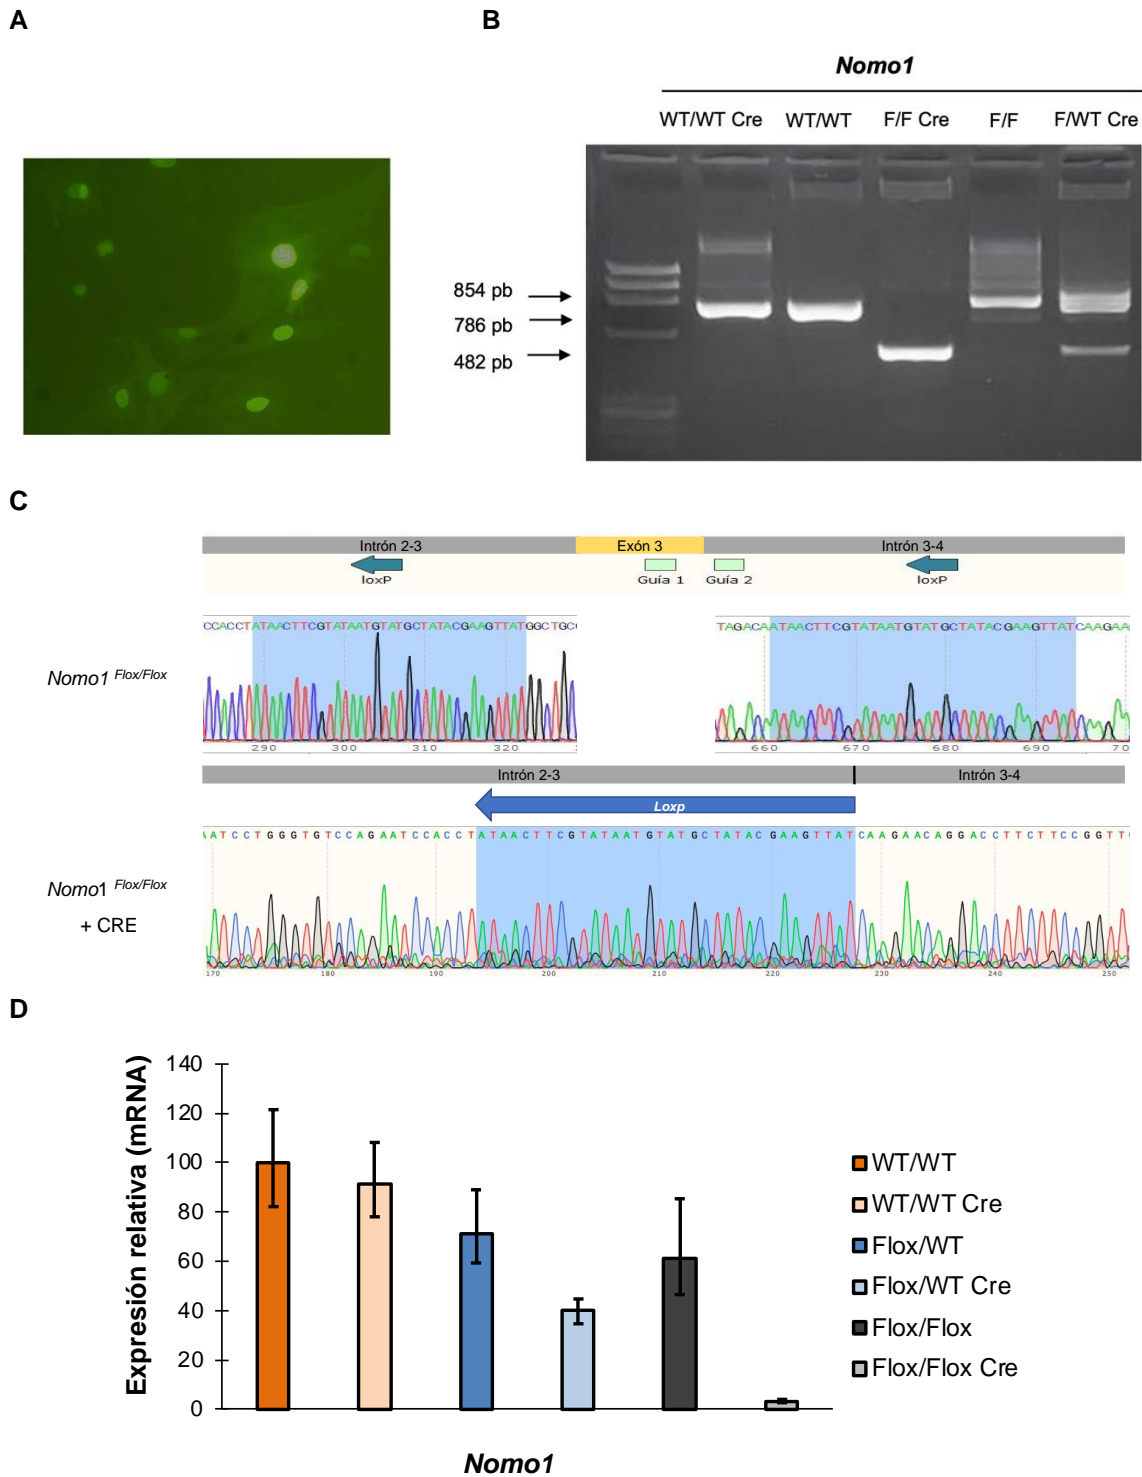 A
B
Nomo1
WT/WT Cre WT/WT F/F Cre F/F F/WT Cre
854 pb
786 pb
482 pb
C
Intrón 2-3 Exón 3 Intrón 3-4
loxP Guía 1 Guía 2 loxP
CCACCTATAACTTCGTATAATGTATGCTATACGAAGTTATGGCTGC
TAGACAATAACTTCGTATAATGTATGCTATACGAAGTTATCAAGAA
Nomo1 Flox/Flox
290 300 310 320
660 670 680 690 70
Intrón 2-3 Intrón 3-4
Loxp
AATCCTGGGTGTCCAGAATCCACCTATAACTTCGTATAATGTATGCTATACGAAGTTATCAAGAACAGGACCTTCTTCCGGTT
Nomo1 Flox/Flox
+ CRE
170 180 190 200 210 220 230 240 250
D
Expresión relativa (mRNA)
140
120
100
80
60
40
20
0
WT/WT
WT/WT Cre
Flox/WT
Flox/WT Cre
Flox/Flox
Flox/Flox Cre
Nomo1